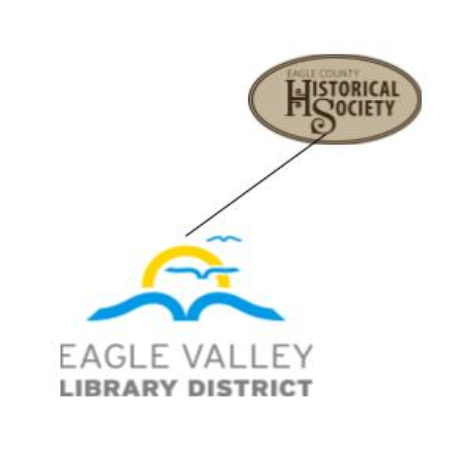 EAGLE COUNTY
HISTORICAL
SOCIETY
EAGLE VALLEY
LIBRARY DISTRICT